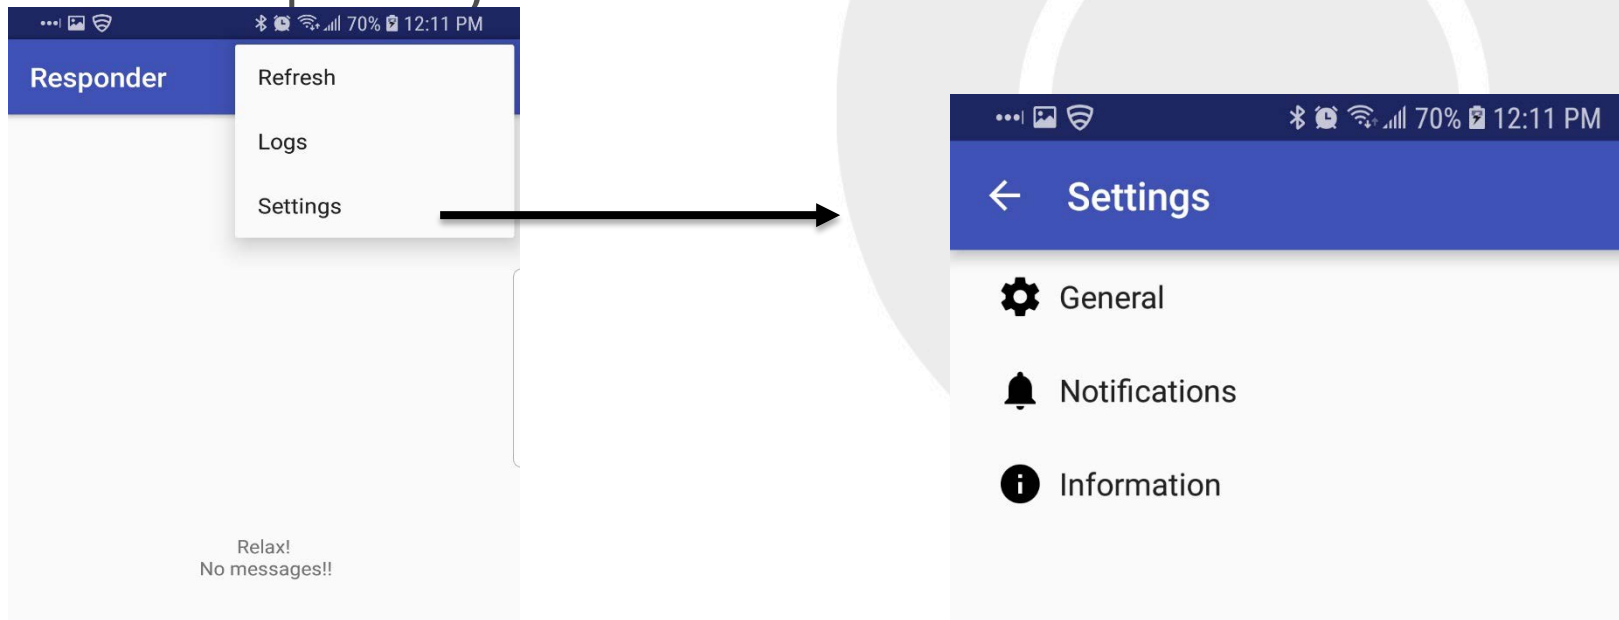 70% 12:11 PM
Responder
Refresh
Logs
Settings
Relax!
No messages!!
70% 12:11 PM
Settings
General
Notifications
Information